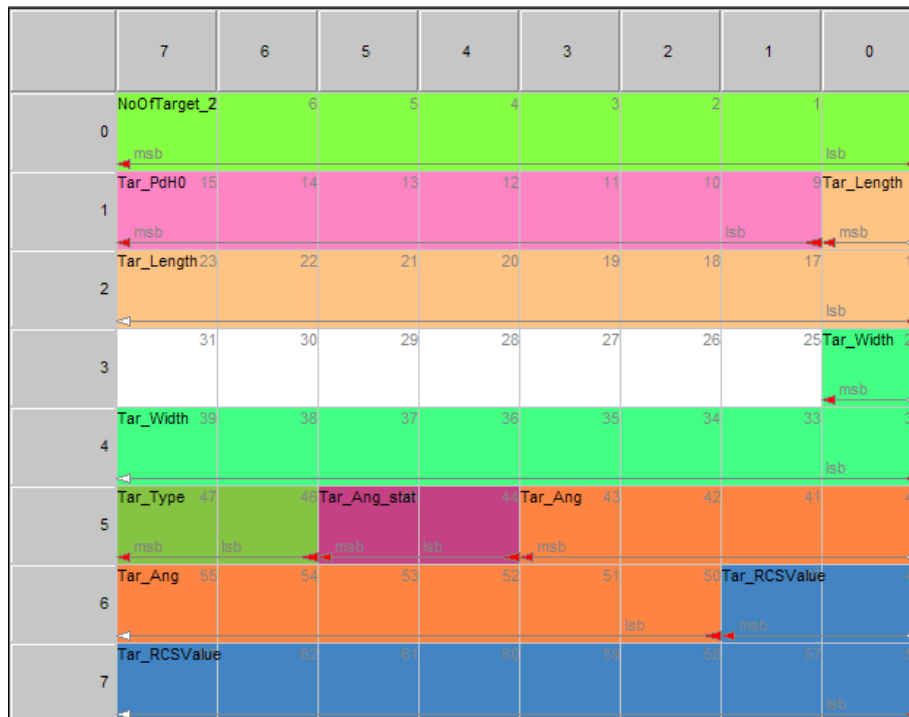 7 6 5 4 3 2 1 0
NoOfTarget_2 6 5 4 3 2 1
0
msb lsb
Tar_PdH0 15 14 13 12 11 10 9 Tar_Length
1
msb lsb msb
Tar_Length 23 22 21 20 19 18 17
2
lsb
31 30 29 28 27 26 25 Tar_Width
3
msb
Tar_Width 39 38 37 36 35 34 33
4
lsb
Tar_Type 47 46 Tar_Ang_stat 44 Tar_Ang 43 42 41
5
msb lsb msb lsb msb
Tar_Ang 55 54 53 52 51 50 Tar_RCSValue
6
lsb msb
Tar_RCSValue 62 61 60 59 58 57
7
lsb